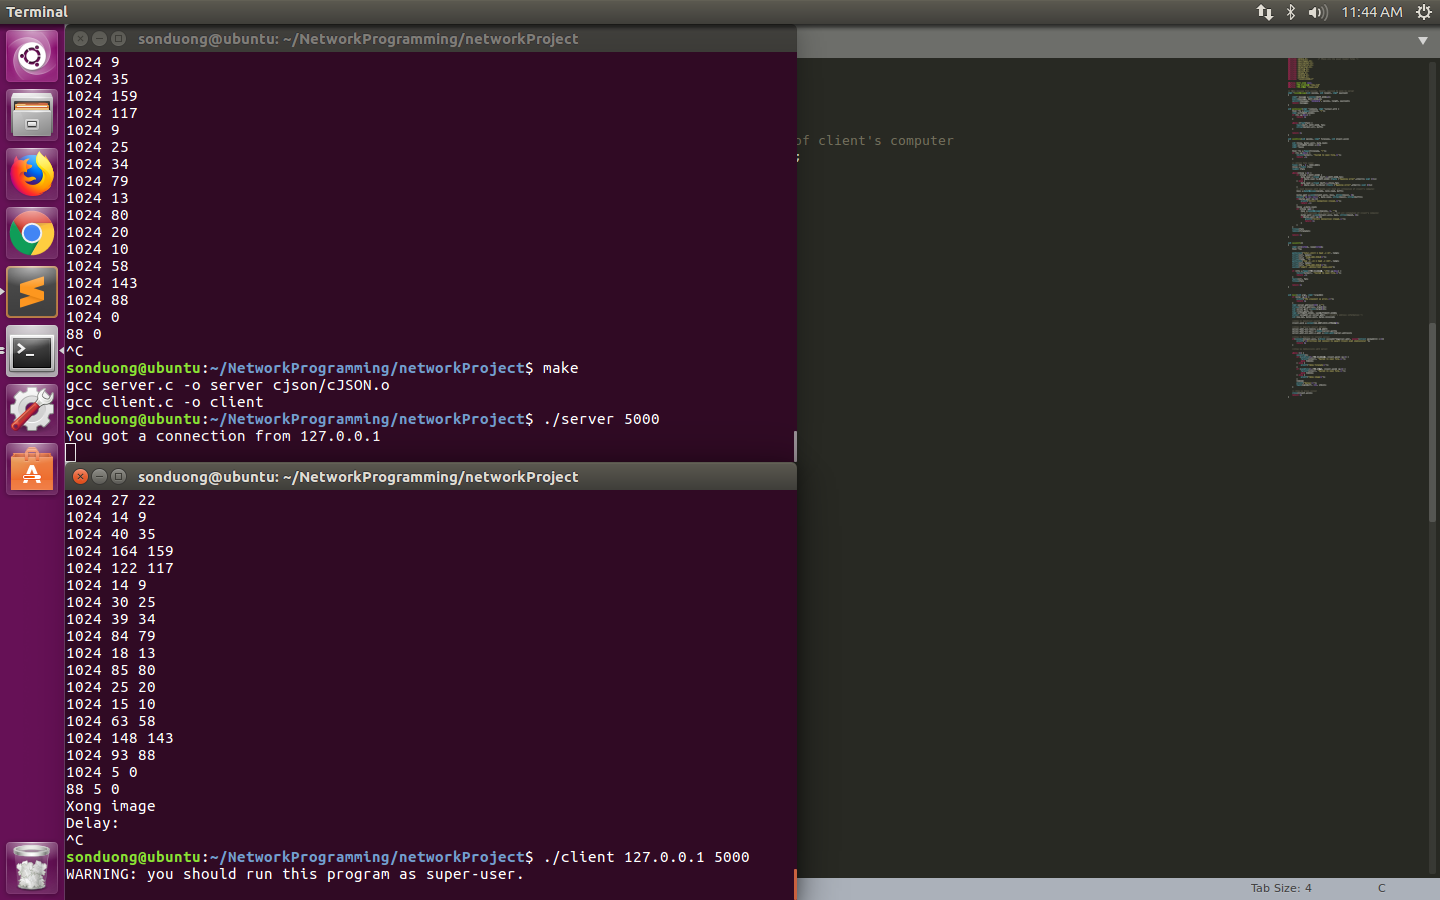 Terminal
11:44 AM
sonduong@ubuntu: ~/NetworkProgramming/networkProject
1024 9
1024 35
1024 159
1024 117
1024 9
1024 25
1024 34
1024 79
1024 13
1024 80
1024 20
1024 10
1024 58
1024 143
1024 88
1024 0
88 0
^C
sonduong@ubuntu:~/NetworkProgramming/networkProject$ make
gcc server.c -o server cjson/cJSON.o
gcc client.c -o client
sonduong@ubuntu:~/NetworkProgramming/networkProject$ ./server 5000
You got a connection from 127.0.0.1
sonduong@ubuntu: ~/NetworkProgramming/networkProject
1024 27 22
1024 14 9
1024 40 35
1024 164 159
1024 122 117
1024 14 9
1024 30 25
1024 39 34
1024 84 79
1024 18 13
1024 85 80
1024 25 20
1024 15 10
1024 63 58
1024 148 143
1024 93 88
1024 5 0
88 5 0
Xong image
Delay:
^C
sonduong@ubuntu:~/NetworkProgramming/networkProject$ ./client 127.0.0.1 5000
WARNING: you should run this program as super-user.
of client's computer
;
Tab Size: 4
C